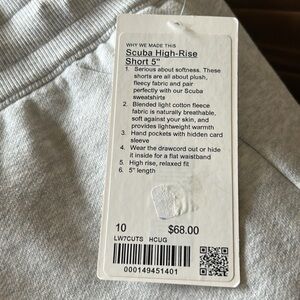 WHY WE MADE THIS
Scuba High-Rise
Short 5"
1. Serious about softness. These
shorts are all about plush,
fleecy fabric and pair
perfectly with our Scuba
sweatshirts
2. Blended light cotton fleece
fabric is naturally breathable,
soft against your skin, and
provides lightweight warmth
3. Hand pockets with hidden card
sleeve
4. Wear the drawcord out or hide
it inside for a flat waistband
5. High rise, relaxed fit
6. 5" length
10 $68.00
LW7CUTS HCUG
000149451401